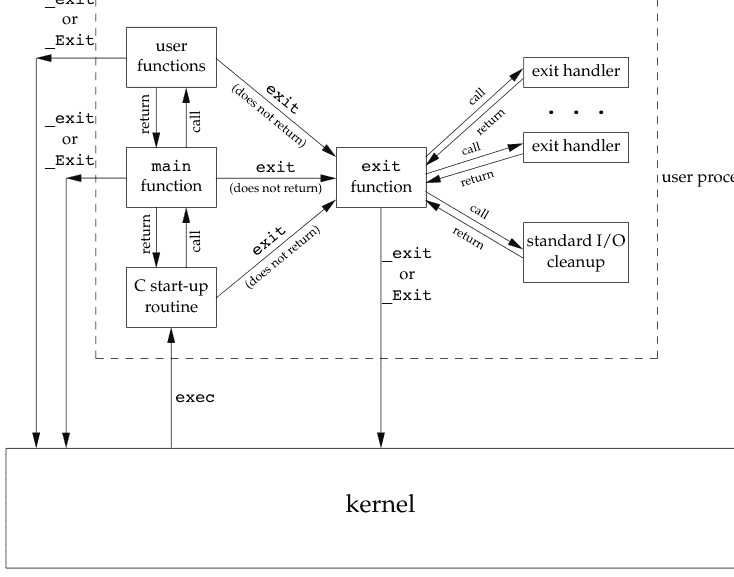 _exit
or
_Exit
user
functions
exit
(does not return)
call
return
exit handler
. . .
return
call
_exit
or
_Exit
main
function
exit
(does not return)
exit
function
call
return
exit handler
user proce
return
call
exit
(does not return)
call
return
standard I/O
cleanup
C start-up
routine
_exit
or
_Exit
exec
kernel